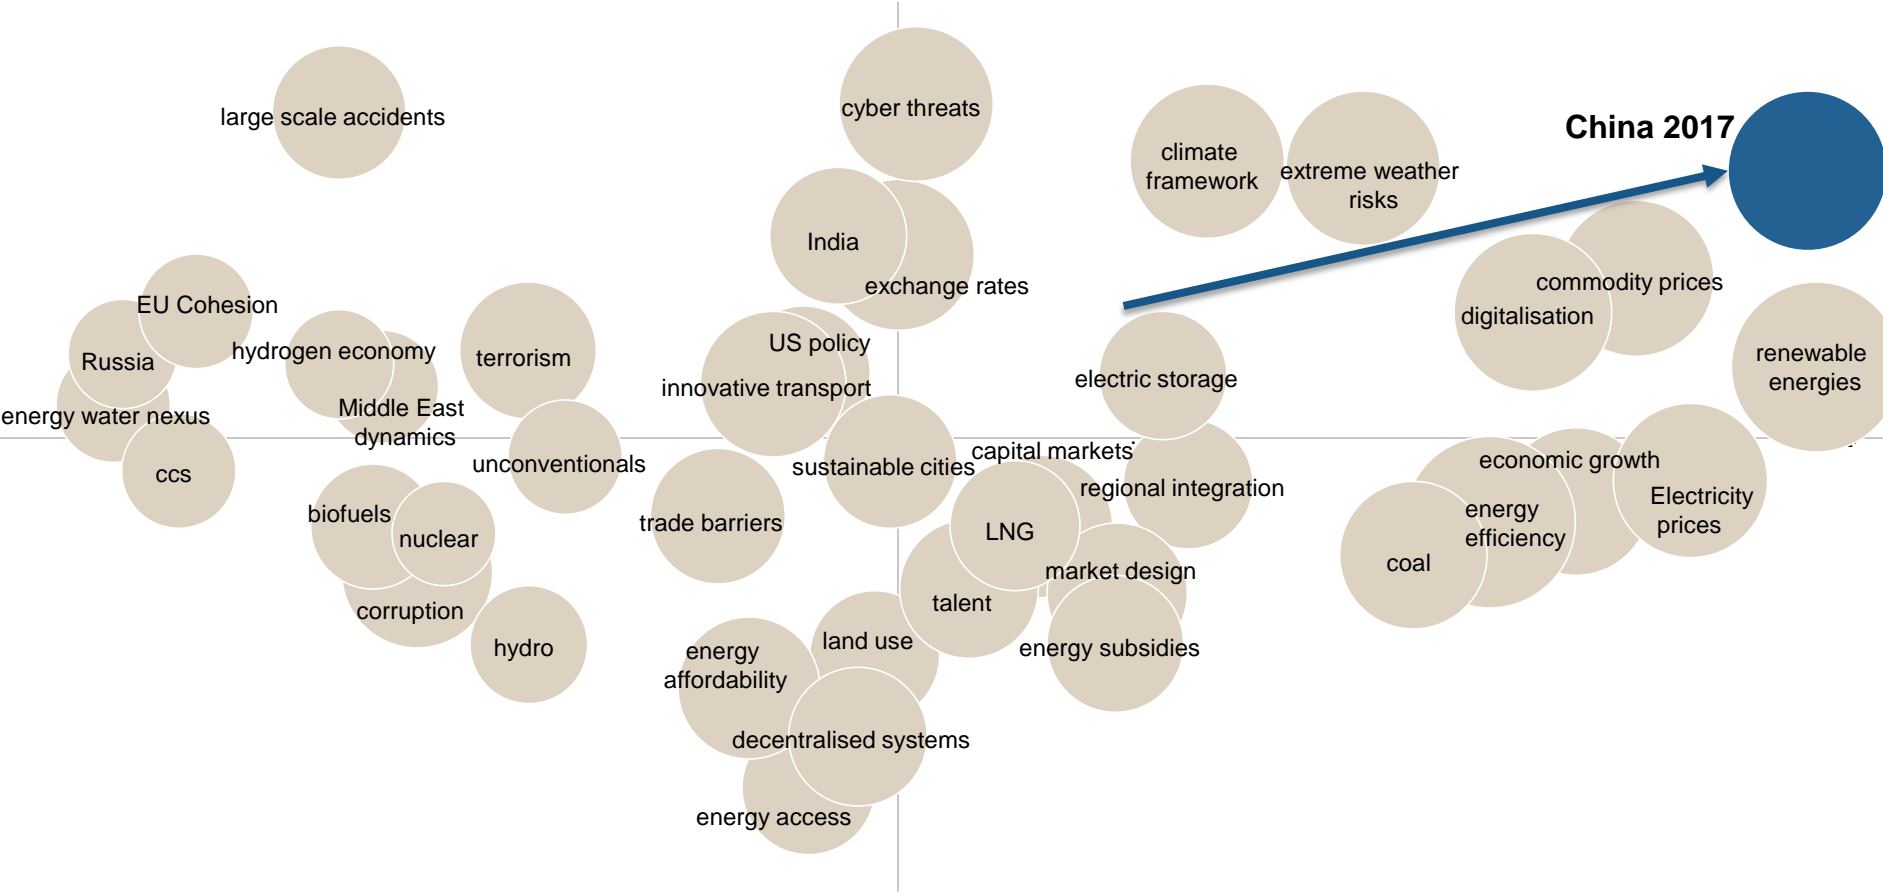 large scale accidents
cyber threats
China 2017
climate
framework
extreme weather
risks
India
exchange rates
commodity prices
digitalisation
EU Cohesion
Russia
hydrogen economy
terrorism
US policy
innovative transport
electric storage
renewable
energies
energy water nexus
Middle East
dynamics
ccs
unconventionals
sustainable cities
capital markets
regional integration
economic growth
Electricity
prices
energy
efficiency
biofuels
nuclear
trade barriers
LNG
coal
market design
corruption
talent
hydro
land use
energy subsidies
energy
affordability
decentralised systems
energy access